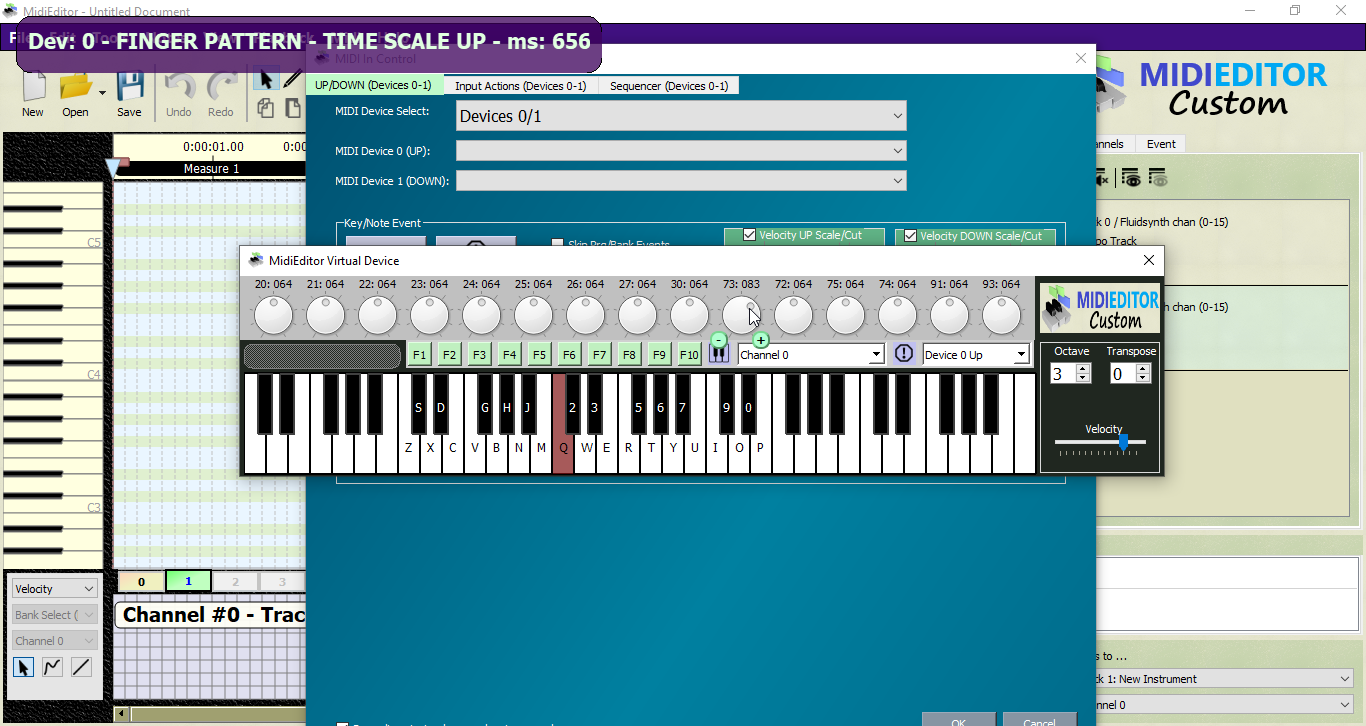 MidiEditor - Untitled Document
Dev: 0 - FINGER PATTERN - TIME SCALE UP - ms: 656
MIDI In Control
New
Open
Save
Undo
Redo
UP/DOWN (Devices 0-1)
Input Actions (Devices 0-1)
Sequencer (Devices 0-1)
MIDIEDITOR
Custom
MIDI Device Select:
Devices 0/1
MIDI Device 0 (UP):
MIDI Device 1 (DOWN):
0:00:01.00
0:00
Measure 1
nnels
Event
Key/Note Event
Skip Prg/Bank Events
Velocity UP Scale/Cut
Velocity DOWN Scale/Cut
k 0 / Fluidsynth chan (0-15)
po Track
th chan (0-15)
C5
C4
C3
MidiEditor Virtual Device
20: 064
21: 064
22: 064
23: 064
24: 064
25: 064
26: 064
27: 064
30: 064
73: 083
72: 064
75: 064
74: 064
91: 064
93: 064
MIDIEDITOR
Custom
F1
F2
F3
F4
F5
F6
F7
F8
F9
F10
-
+
Channel 0
Device 0 Up
Octave
Transpose
3
0
Velocity
S D G H J 2 3 5 6 7 9 0
Z X C V B N M Q W E R T Y U I O P
0
1
2
3
Velocity
Bank Select (
Channel 0
Channel #0 - Trac
s to ...
ck 1: New Instrument
nnel 0
OK
Cancel